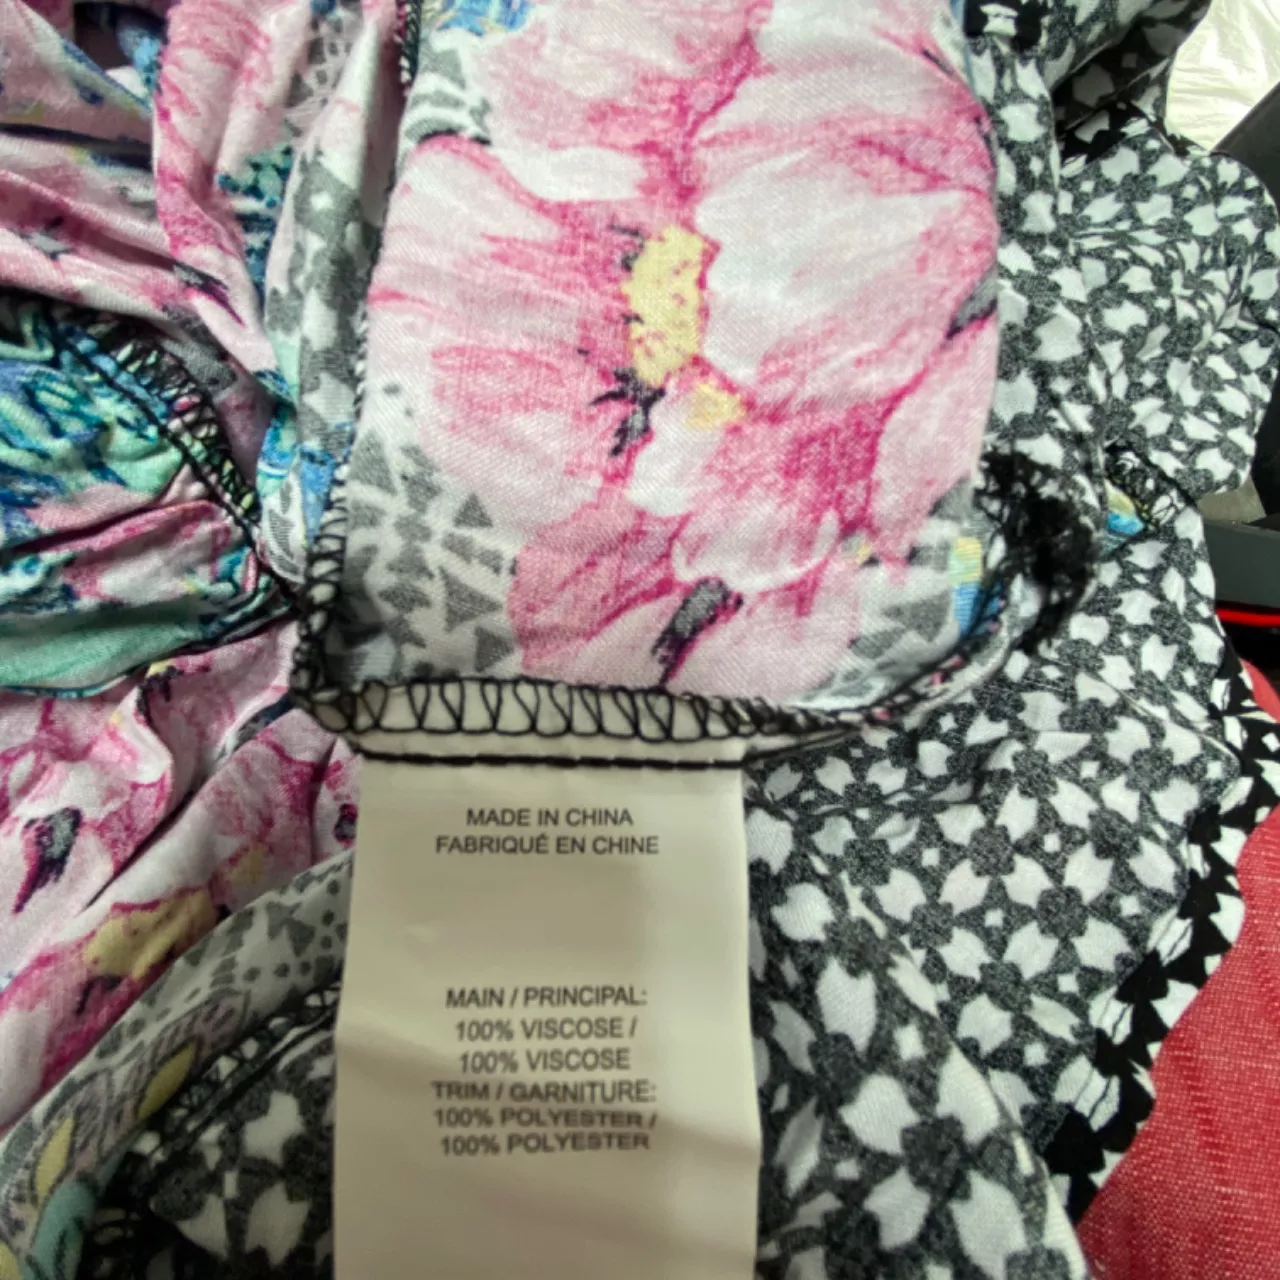 MADE IN CHINA
FABRIQUÉ EN CHINE
MAIN / PRINCIPAL:
100% VISCOSE /
100% VISCOSE
TRIM / GARNITURE:
100% POLYESTER /
100% POLYESTER